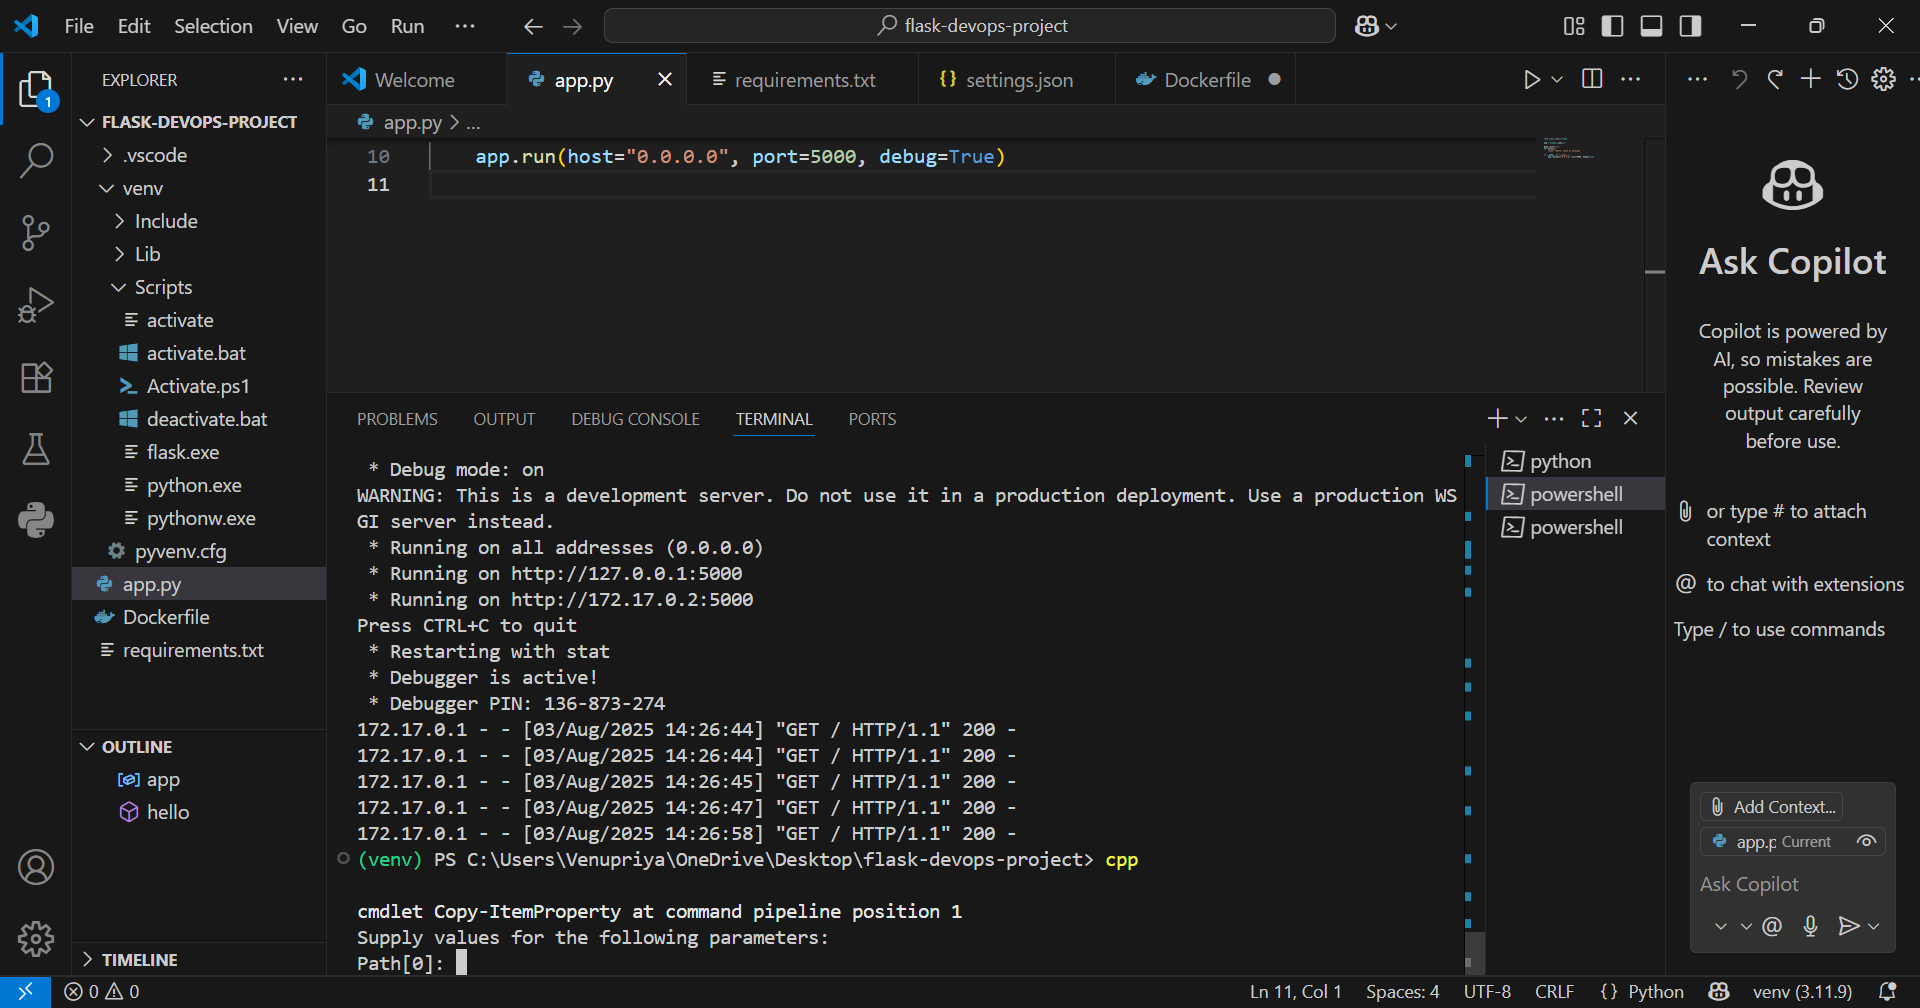 File Edit Selection View Go Run ···
flask-devops-project
EXPLORER
Welcome
app.py
requirements.txt
{} settings.json
Dockerfile
FLASK-DEVOPS-PROJECT
.vscode
venv
Include
Lib
Scripts
activate
activate.bat
Activate.ps1
deactivate.bat
flask.exe
python.exe
pythonw.exe
pyvenv.cfg
app.py
Dockerfile
requirements.txt
OUTLINE
app
hello
TIMELINE
1
app.py > ...
10 app.run(host="0.0.0.0", port=5000, debug=True)
11
PROBLEMS OUTPUT DEBUG CONSOLE TERMINAL PORTS
* Debug mode: on
WARNING: This is a development server. Do not use it in a production deployment. Use a production WS
GI server instead.
* Running on all addresses (0.0.0.0)
* Running on http://127.0.0.1:5000
* Running on http://172.17.0.2:5000
Press CTRL+C to quit
* Restarting with stat
* Debugger is active!
* Debugger PIN: 136-873-274
172.17.0.1 - - [03/Aug/2025 14:26:44] "GET / HTTP/1.1" 200 -
172.17.0.1 - - [03/Aug/2025 14:26:44] "GET / HTTP/1.1" 200 -
172.17.0.1 - - [03/Aug/2025 14:26:45] "GET / HTTP/1.1" 200 -
172.17.0.1 - - [03/Aug/2025 14:26:47] "GET / HTTP/1.1" 200 -
172.17.0.1 - - [03/Aug/2025 14:26:58] "GET / HTTP/1.1" 200 -
(venv) PS C:\Users\Venupriya\OneDrive\Desktop\flask-devops-project> cpp
cmdlet Copy-ItemProperty at command pipeline position 1
Supply values for the following parameters:
Path[0]:
python
powershell
powershell
Ask Copilot
Copilot is powered by
AI, so mistakes are
possible. Review
output carefully
before use.
or type # to attach
context
@ to chat with extensions
Type / to use commands
Add Context...
app.p Current
Ask Copilot
@
0 0
Ln 11, Col 1 Spaces: 4 UTF-8 CRLF {} Python venv (3.11.9)